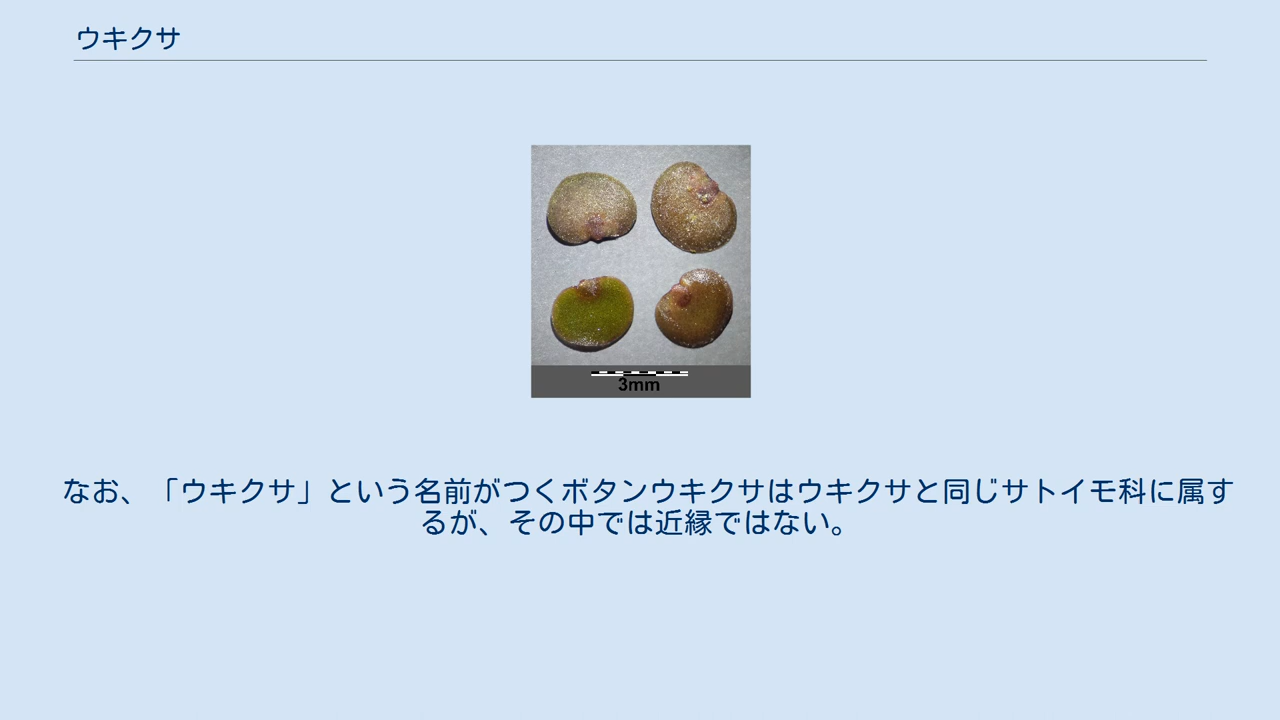 ウキクサ
3mm
なお、「ウキクサ」という名前がつくボタンウキクサはウキクサと同じサトイモ科に属す
るが、その中では近縁ではない。